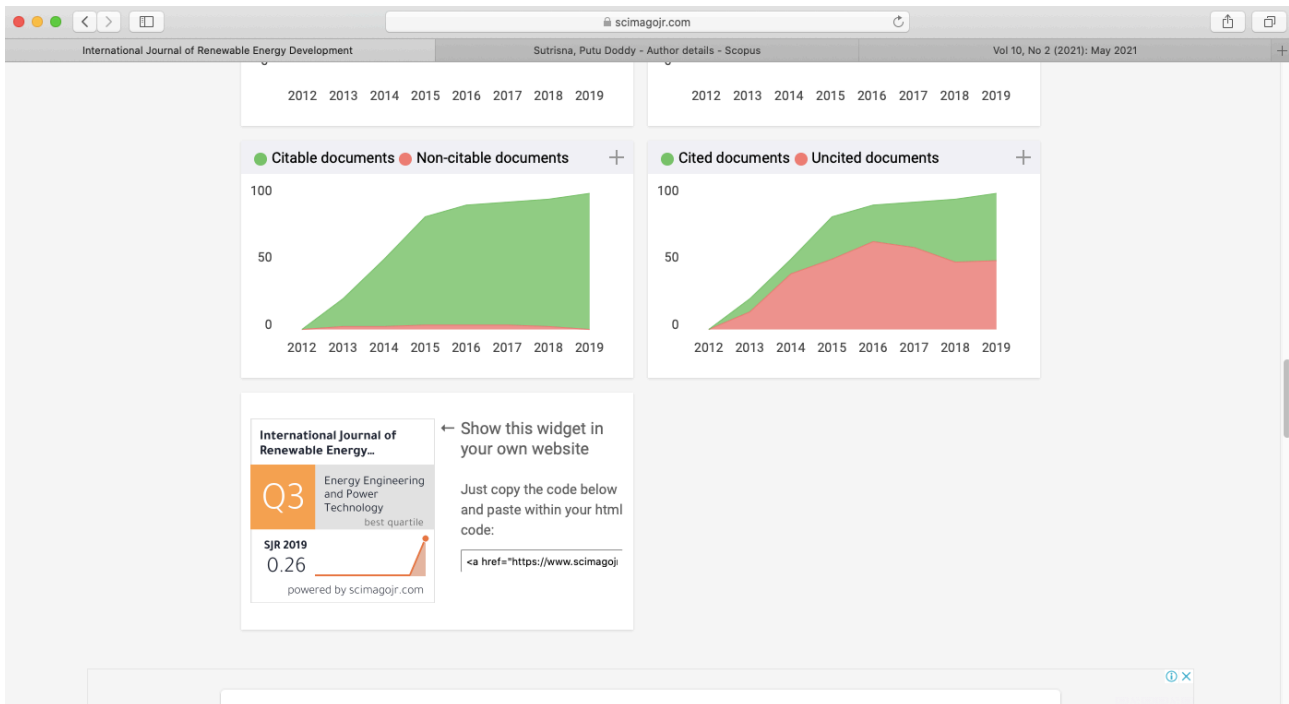 scimagojr.com
International Journal of Renewable Energy Development
Sutrisna, Putu Doddy - Author details - Scopus
Vol 10, No 2 (2021): May 2021
2012 2013 2014 2015 2016 2017 2018 2019
2012 2013 2014 2015 2016 2017 2018 2019
Citable documents Non-citable documents
100
50
0
2012 2013 2014 2015 2016 2017 2018 2019
Cited documents Uncited documents
100
50
0
2012 2013 2014 2015 2016 2017 2018 2019
International Journal of
Renewable Energy...
Q3
Energy Engineering
and Power
Technology
best quartile
SJR 2019
0.26
powered by scimagojr.com
← Show this widget in
your own website
Just copy the code below
and paste within your html
code:
<a href="https://www.scimagoj